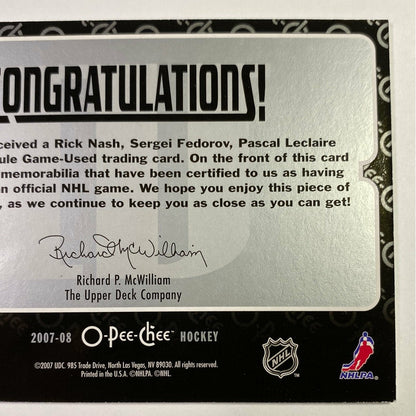 CONGRATULATIONS!
ceived a Rick Nash, Sergei Fedorov, Pascal Leclaire
ule Game-Used trading card. On the front of this card
emorabilia that have been certified to us as having
n official NHL game. We hope you enjoy this piece of
, as we continue to keep you as close as you can get!
Richard McWilliam
Richard P. McWilliam
The Upper Deck Company
2007-08 O-Pee-Chee™ HOCKEY
©2007 UDC. 985 Trade Drive, North Las Vegas, NV 89030. All rights reserved.
Printed in the U.S.A. ©NHLPA. ©NHL.
NHL
NHLPA